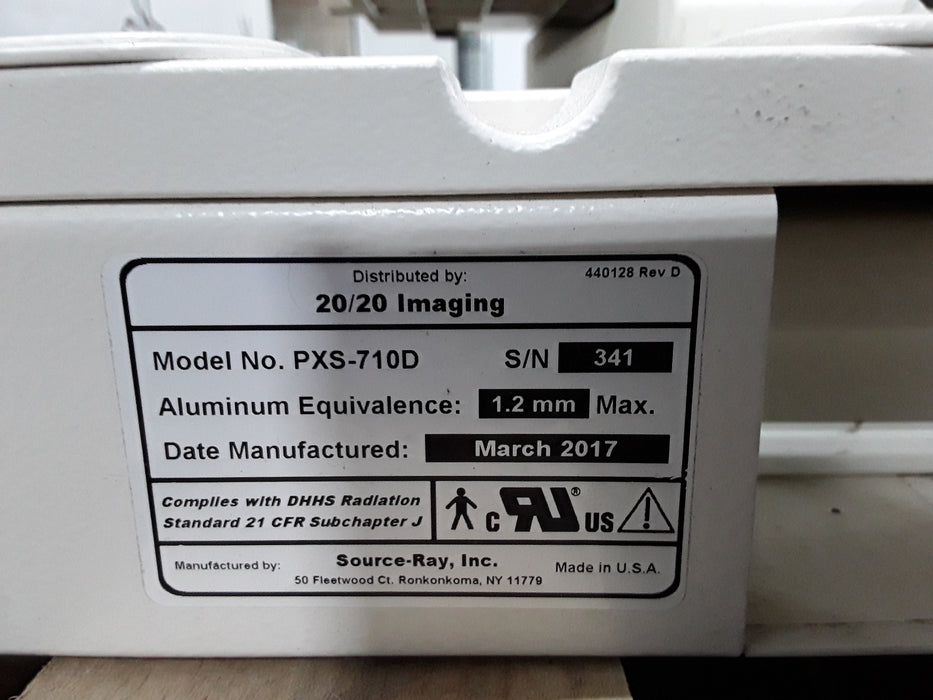 Distributed by:
440128 Rev D
20/20 Imaging
Model No. PXS-710D S/N 341
Aluminum Equivalence: 1.2 mm Max.
Date Manufactured: March 2017
Complies with DHHS Radiation
Standard 21 CFR Subchapter J
c RU® US
Manufactured by: Source-Ray, Inc. Made in U.S.A.
50 Fleetwood Ct. Ronkonkoma, NY 11779